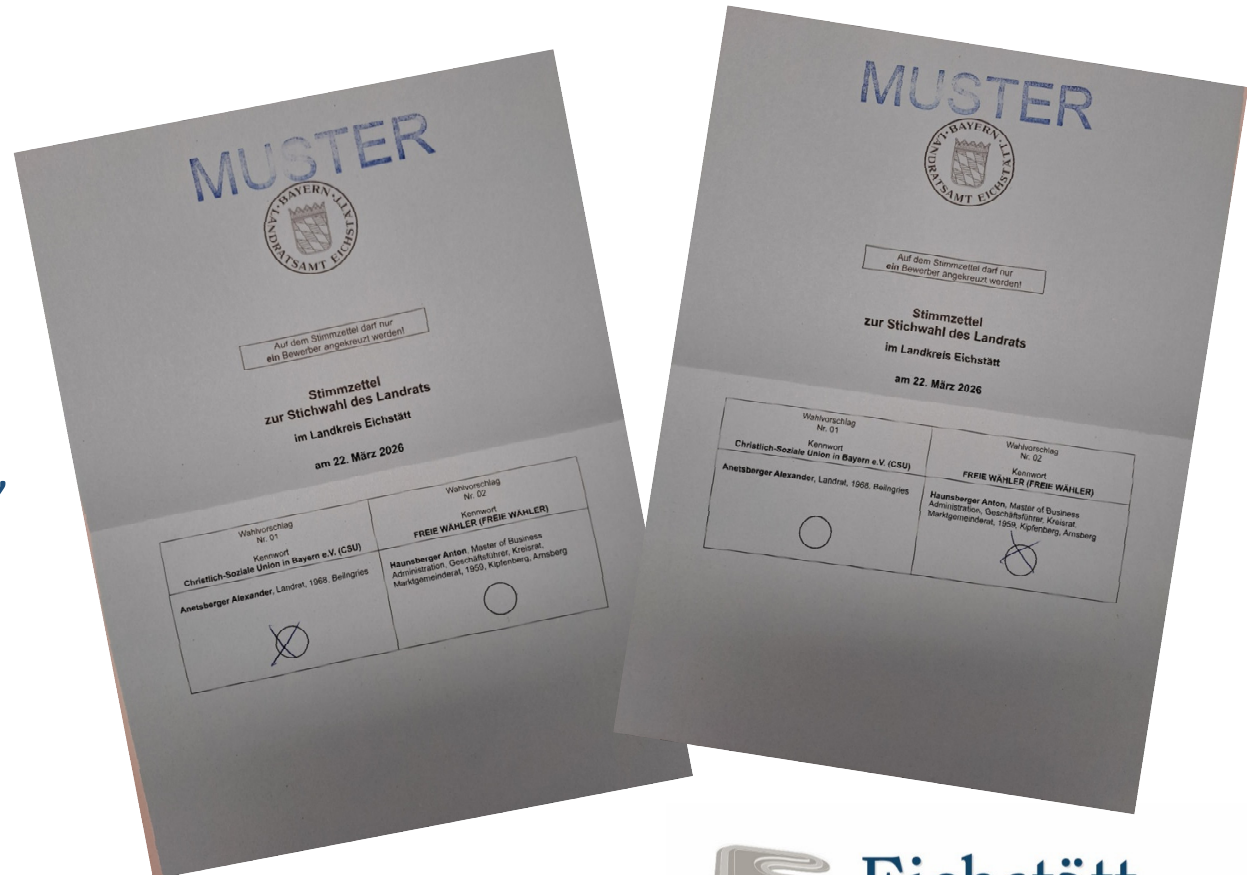 MUSTER
BAYERN
LANDRATSAMT EICHSTÄTT
Auf dem Stimmzettel darf nur
ein Bewerber angekreuzt werden!
Stimmzettel
zur Stichwahl des Landrats
im Landkreis Eichstätt
am 22. März 2026
Wahlvorschlag
Nr. 01
Kennwort
Christlich-Soziale Union in Bayern e.V. (CSU)
Anetsberger Alexander, Landrat, 1968, Beilngries
Wahlvorschlag
Nr. 02
Kennwort
FREIE WÄHLER (FREIE WÄHLER)
Haunsberger Anton, Master of Business
Administration, Geschäftsführer, Kreisrat,
Marktgemeinderat, 1959, Kipfenberg, Arnsberg
MUSTER
BAYERN
LANDRATSAMT EICHSTÄTT
Auf dem Stimmzettel darf nur
ein Bewerber angekreuzt werden!
Stimmzettel
zur Stichwahl des Landrats
im Landkreis Eichstätt
am 22. März 2026
Wahlvorschlag
Nr. 01
Kennwort
Christlich-Soziale Union in Bayern e.V. (CSU)
Anetsberger Alexander, Landrat, 1968, Beilngries
Wahlvorschlag
Nr. 02
Kennwort
FREIE WÄHLER (FREIE WÄHLER)
Haunsberger Anton, Master of Business
Administration, Geschäftsführer, Kreisrat,
Marktgemeinderat, 1959, Kipfenberg, Arnsberg
Eichstätt